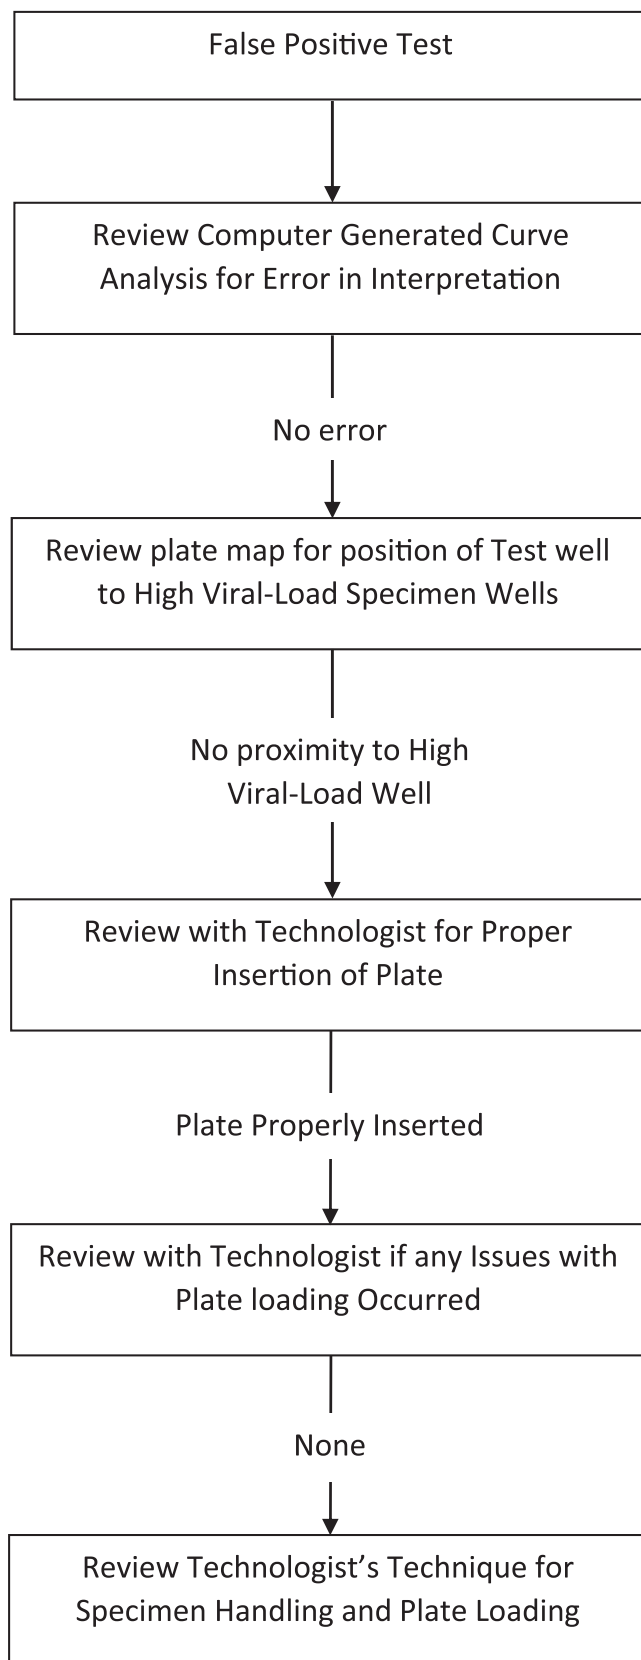 False Positive Test
Review Computer Generated Curve
Analysis for Error in Interpretation
No error
Review plate map for position of Test well
to High Viral-Load Specimen Wells
No proximity to High
Viral-Load Well
Review with Technologist for Proper
Insertion of Plate
Plate Properly Inserted
Review with Technologist if any Issues with
Plate loading Occurred
None
Review Technologist’s Technique for
Specimen Handling and Plate Loading